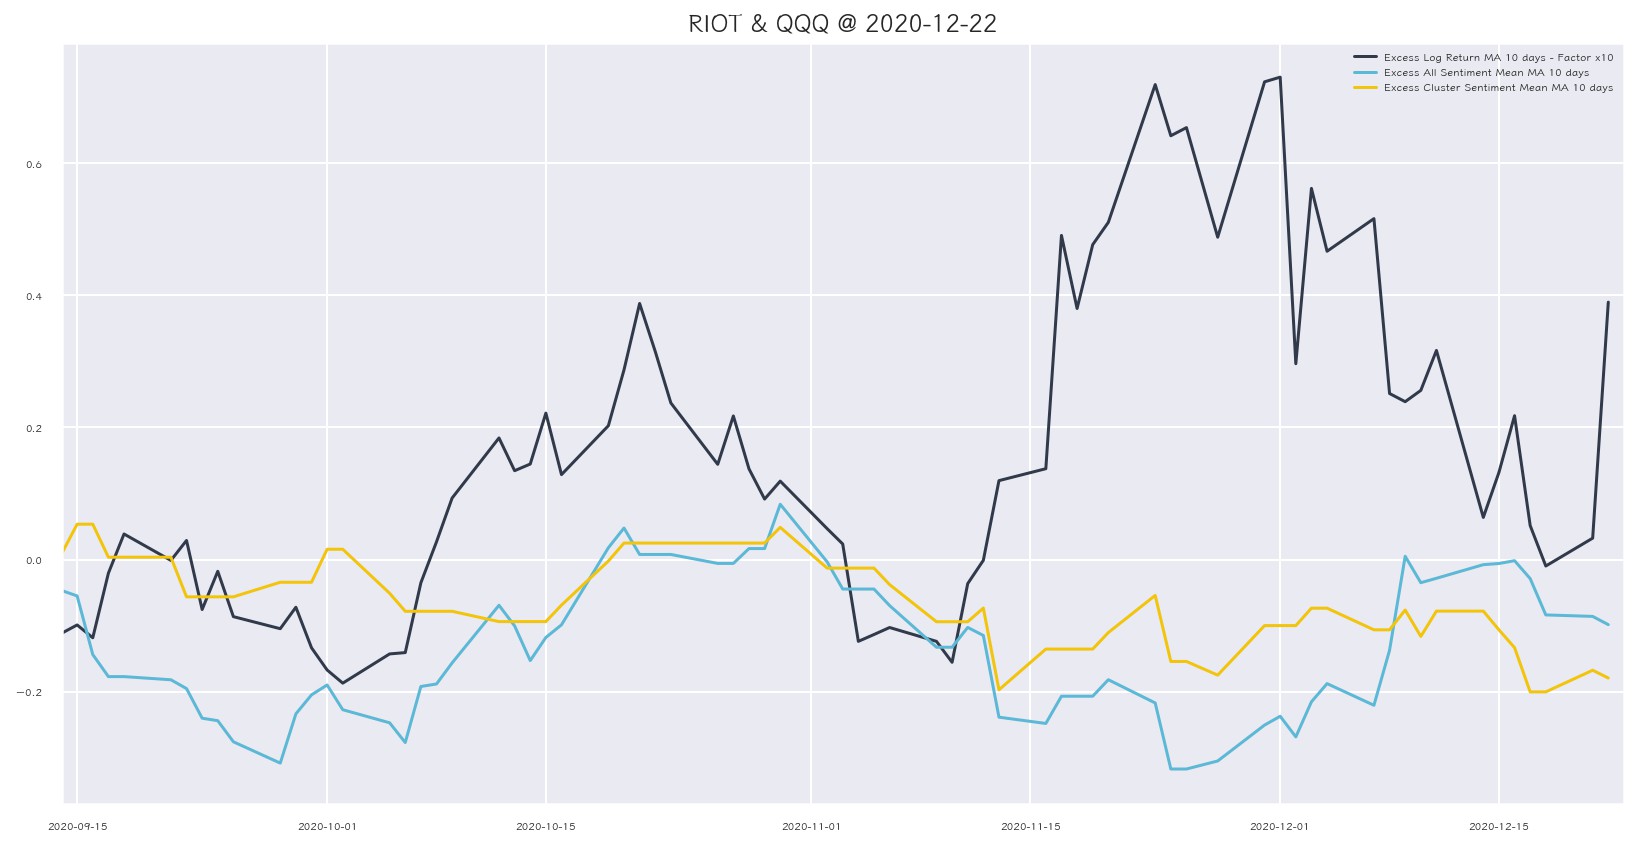 RIOT & QQQ @ 2020-12-22
Excess Log Return MA 10 days - Factor x10
Excess All Sentiment Mean MA 10 days
Excess Cluster Sentiment Mean MA 10 days
0.6
0.4
0.2
0.0
−0.2
2020-09-15 2020-10-01 2020-10-15 2020-11-01 2020-11-15 2020-12-01 2020-12-15